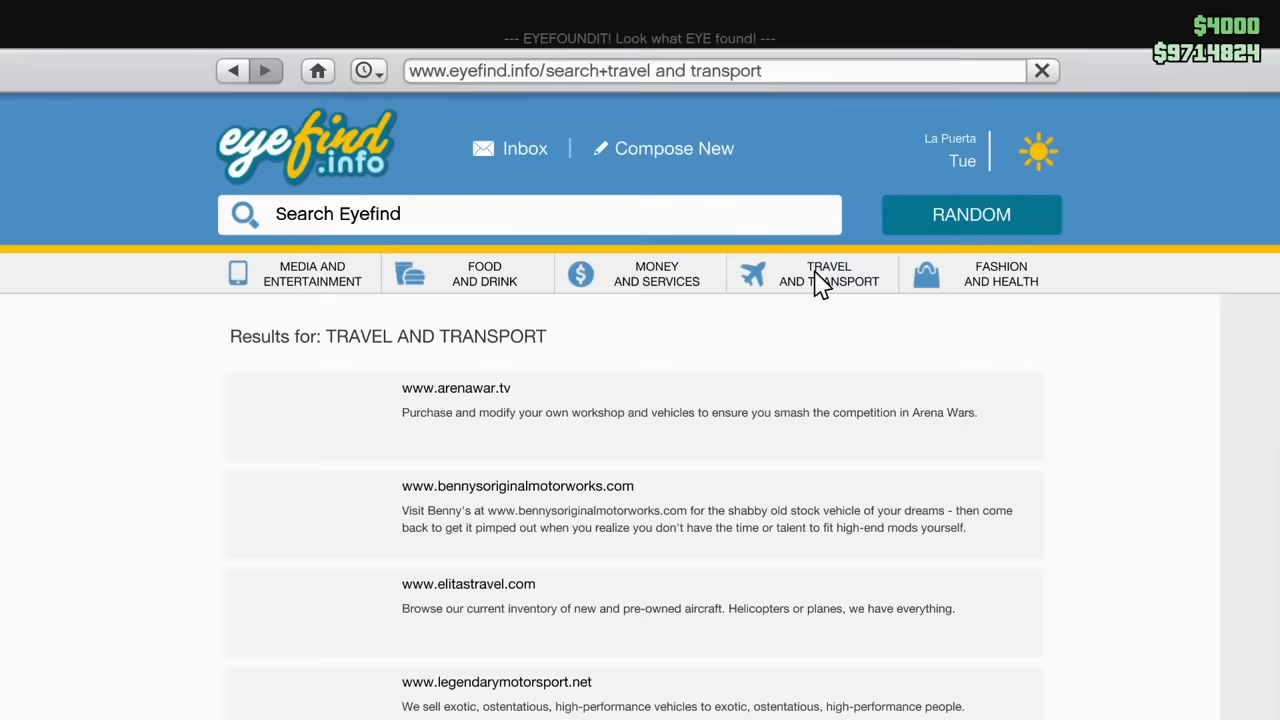 $4000
--- EYEFOUNDIT! Look what EYE found! ---
$9714824
www.eyefind.info/search+travel and transport
eyefind
.info
Inbox
Compose New
La Puerta
Tue
Search Eyefind
RANDOM
MEDIA AND
ENTERTAINMENT
FOOD
AND DRINK
MONEY
AND SERVICES
TRAVEL
AND TRANSPORT
FASHION
AND HEALTH
Results for: TRAVEL AND TRANSPORT
www.arenawar.tv
Purchase and modify your own workshop and vehicles to ensure you smash the competition in Arena Wars.
www.bennysoriginalmotorworks.com
Visit Benny's at www.bennysoriginalmotorworks.com for the shabby old stock vehicle of your dreams - then come
back to get it pimped out when you realize you don't have the time or talent to fit high-end mods yourself.
www.elitastravel.com
Browse our current inventory of new and pre-owned aircraft. Helicopters or planes, we have everything.
www.legendarymotorsport.net
We sell exotic, ostentatious, high-performance vehicles to exotic, ostentatious, high-performance people.